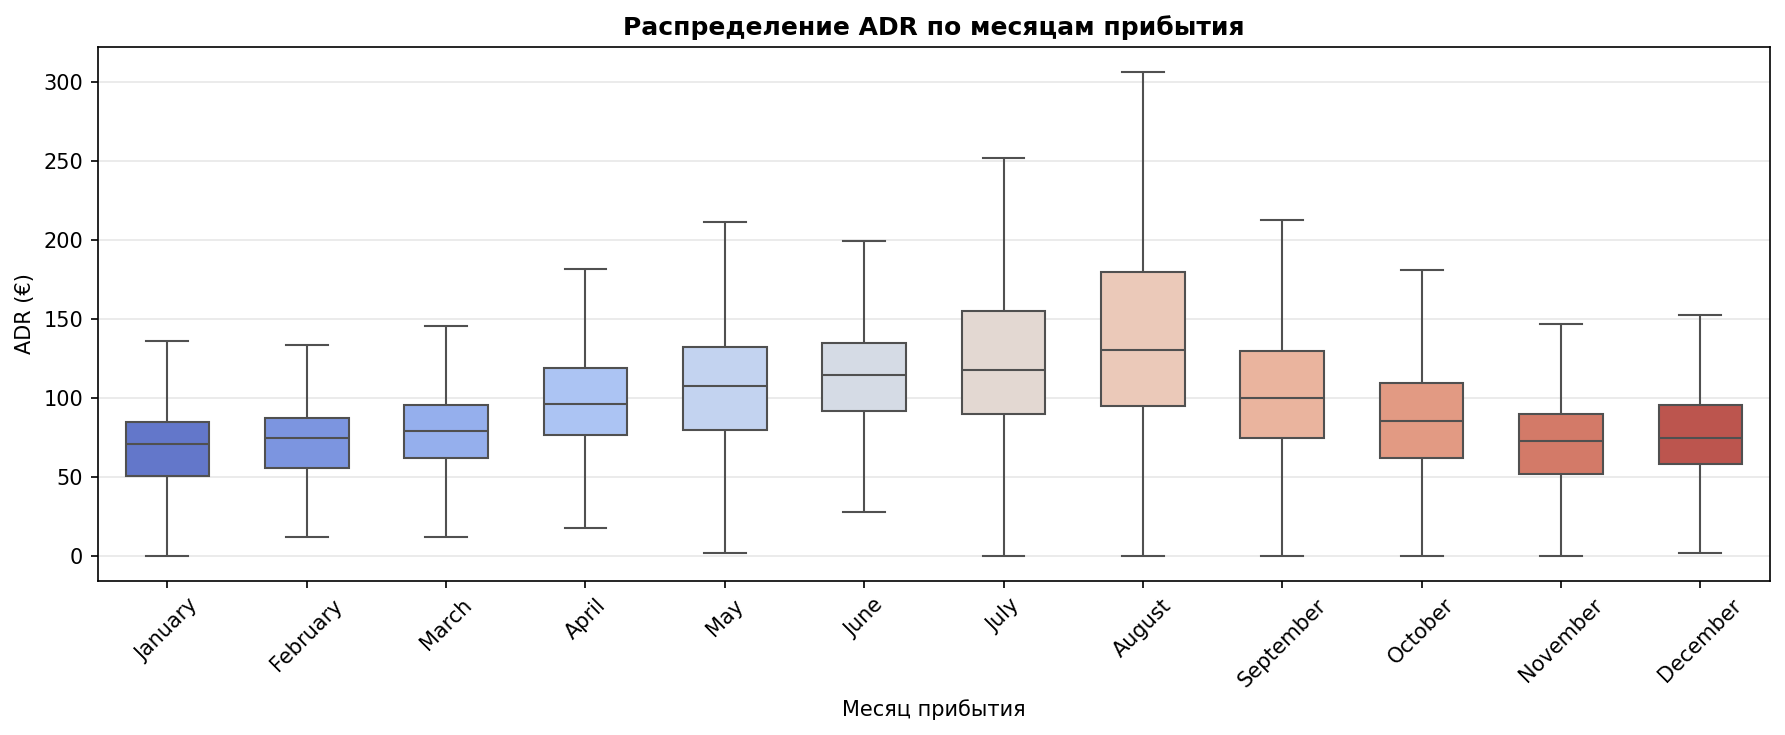 Распределение ADR по месяцам прибытия
ADR (€)
300
250
200
150
100
50
0
January
February
March
April
May
June
July
August
September
October
November
December
Месяц прибытия